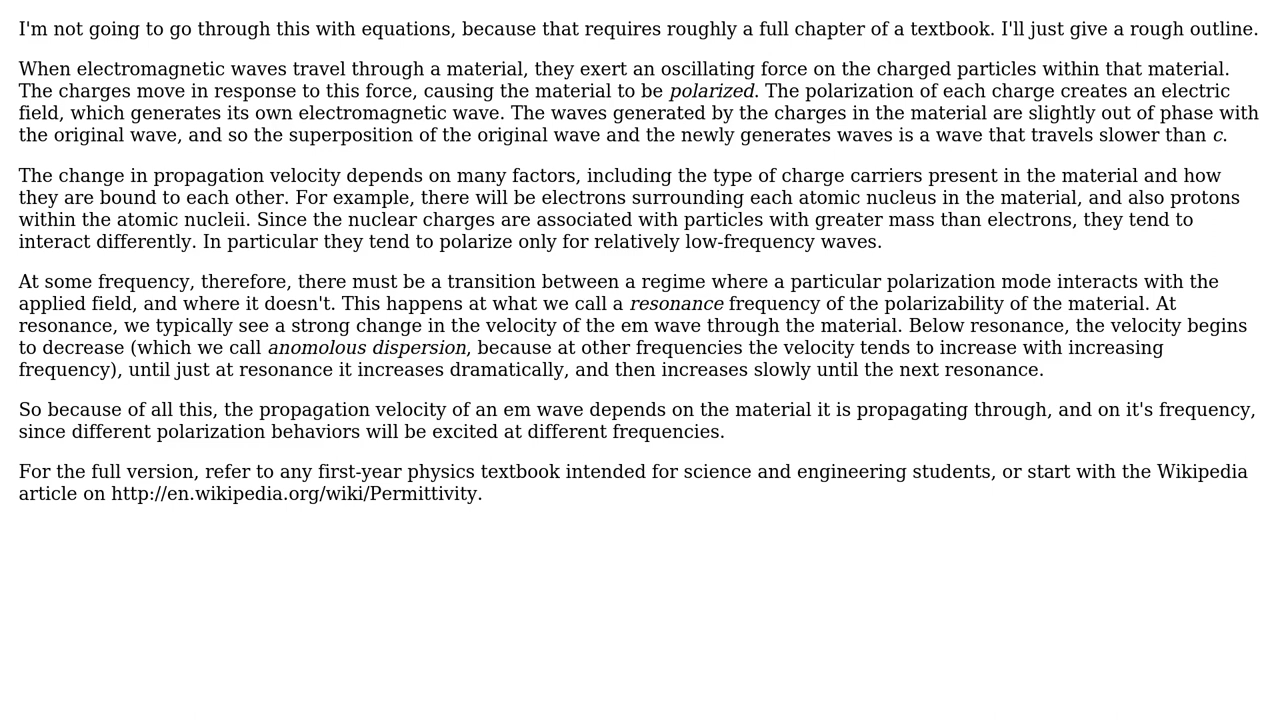 I'm not going to go through this with equations, because that requires roughly a full chapter of a textbook. I'll just give a rough outline.
When electromagnetic waves travel through a material, they exert an oscillating force on the charged particles within that material.
The charges move in response to this force, causing the material to be polarized. The polarization of each charge creates an electric
field, which generates its own electromagnetic wave. The waves generated by the charges in the material are slightly out of phase with
the original wave, and so the superposition of the original wave and the newly generates waves is a wave that travels slower than c.
The change in propagation velocity depends on many factors, including the type of charge carriers present in the material and how
they are bound to each other. For example, there will be electrons surrounding each atomic nucleus in the material, and also protons
within the atomic nucleii. Since the nuclear charges are associated with particles with greater mass than electrons, they tend to
interact differently. In particular they tend to polarize only for relatively low-frequency waves.
At some frequency, therefore, there must be a transition between a regime where a particular polarization mode interacts with the
applied field, and where it doesn't. This happens at what we call a resonance frequency of the polarizability of the material. At
resonance, we typically see a strong change in the velocity of the em wave through the material. Below resonance, the velocity begins
to decrease (which we call anomolous dispersion, because at other frequencies the velocity tends to increase with increasing
frequency), until just at resonance it increases dramatically, and then increases slowly until the next resonance.
So because of all this, the propagation velocity of an em wave depends on the material it is propagating through, and on it's frequency,
since different polarization behaviors will be excited at different frequencies.
For the full version, refer to any first-year physics textbook intended for science and engineering students, or start with the Wikipedia
article on http://en.wikipedia.org/wiki/Permittivity.